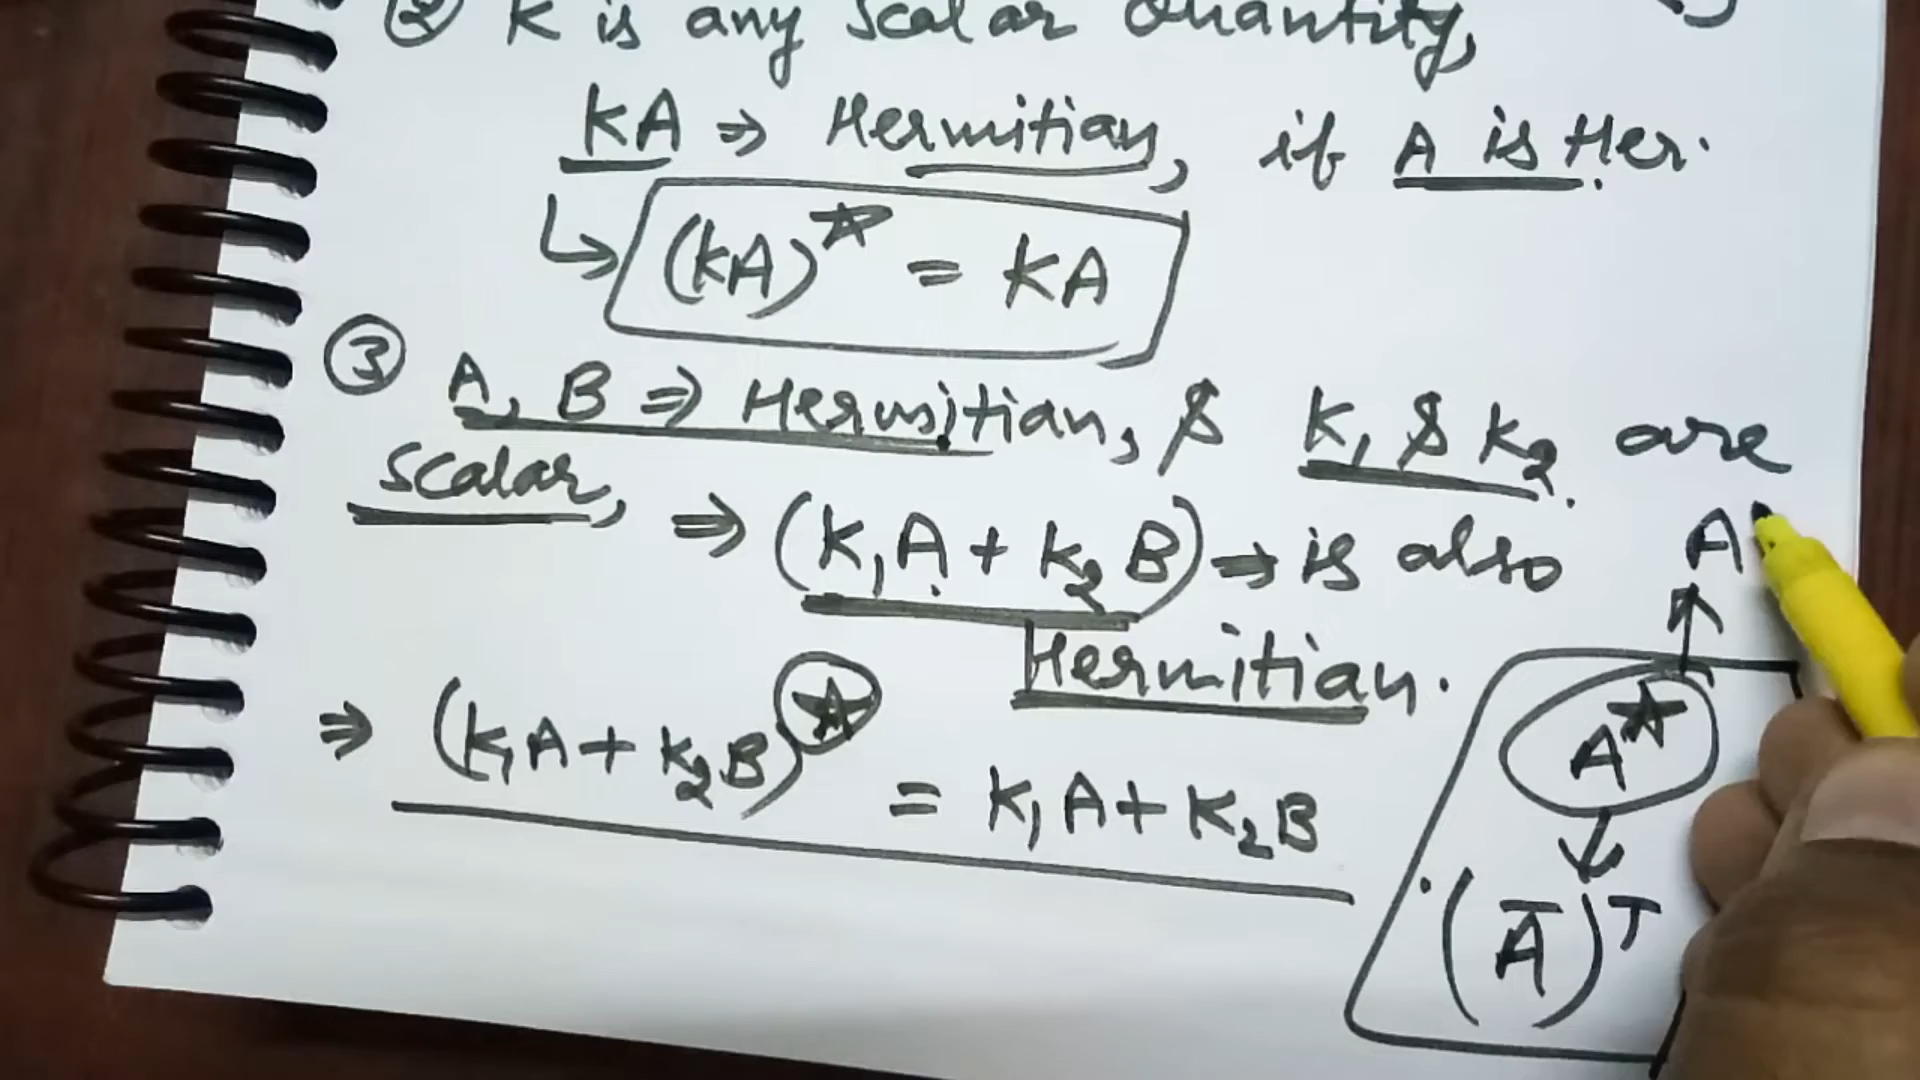 ② K is any Scalar Quantity,
KA ⇒ Hermitian, if A is Her.
↳ (KA)* = KA
③ A, B ⇒ Hermitian, & K₁ & K₂ are
Scalar, ⇒ (K₁A + K₂B) → is also
Hermitian.
⇒ (K₁A + K₂B)* = K₁A + K₂B
A
↑
A*
↓
(A̅)ᵀ